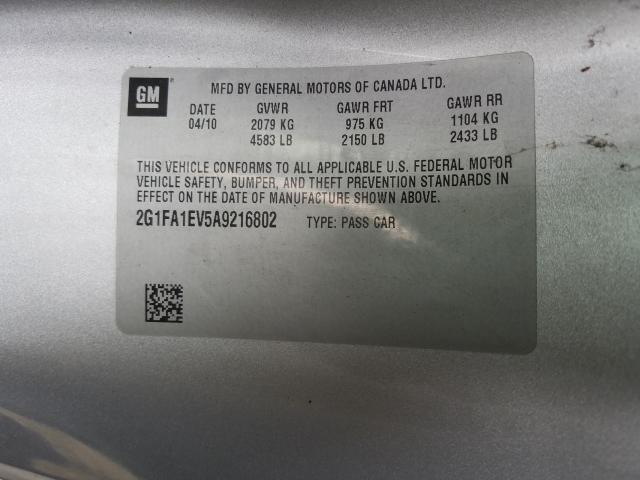 GM
MFD BY GENERAL MOTORS OF CANADA LTD.
DATE GVWR GAWR FRT GAWR RR
04/10 2079 KG 975 KG 1104 KG
4583 LB 2150 LB 2433 LB
THIS VEHICLE CONFORMS TO ALL APPLICABLE U.S. FEDERAL MOTOR
VEHICLE SAFETY, BUMPER, AND THEFT PREVENTION STANDARDS IN
EFFECT ON THE DATE OF MANUFACTURE SHOWN ABOVE.
2G1FA1EV5A9216802 TYPE: PASS CAR